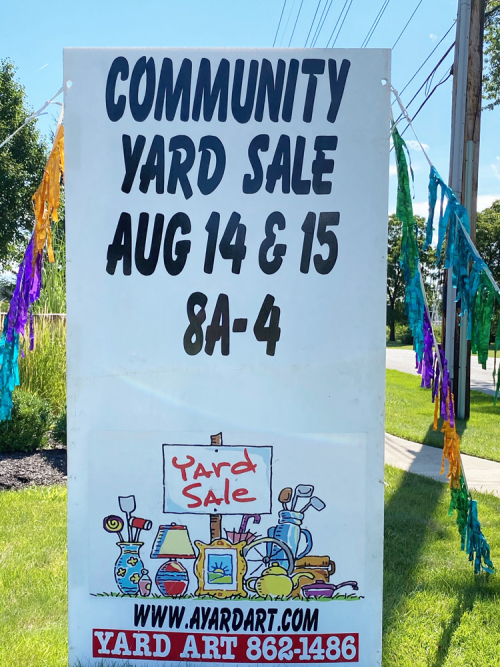 COMMUNITY
YARD SALE
AUG 14 & 15
8A-4
Yard
Sale
WWW.AYARDART.COM
YARD ART 862-1486